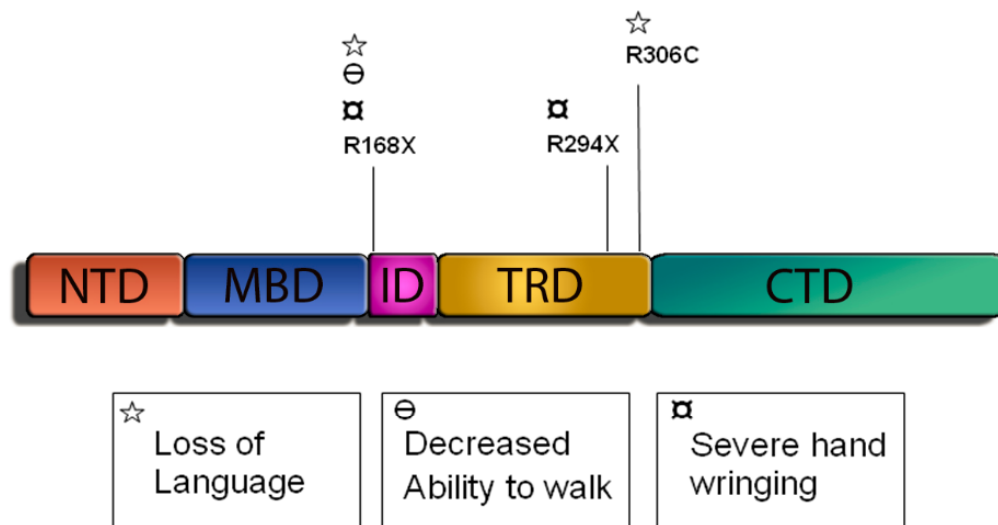 R306C
R168X
R294X
NTD MBD ID TRD CTD
☆ Loss of
Language
⊖ Decreased
Ability to walk
¤ Severe hand
wringing